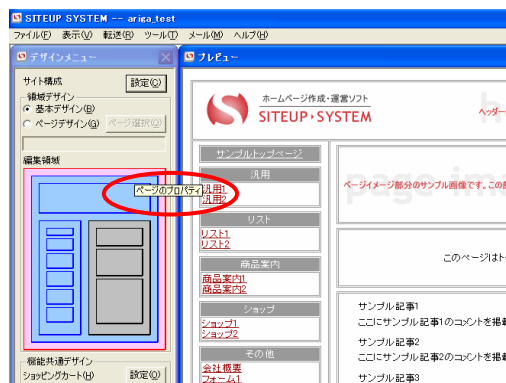 SITEUP SYSTEM -- ariga_test
ファイル(F) 表示(V) 転送(R) ツール(T) メール(M) ヘルプ(H)
デザインメニュー
サイト構成 設定(C)
領域デザイン
基本デザイン(B)
ページデザイン(G) ページ選択(Q)
編集領域
ページのプロパティ
機能共通デザイン
ショッピングカート(H) 設定(O)
プレビュー
ホームページ作成・運営ソフト
SITEUP SYSTEM
ヘッダー
サンプルトップページ
汎用
汎用1
汎用2
リスト
リスト1
リスト2
商品案内
商品案内1
商品案内2
ショップ
ショップ1
ショップ2
その他
会社概要
フォーム1
page-im
ページイメージ部分のサンプル画像です。この
このページはト
サンプル記事1
ここにサンプル記事1のコメントを掲
サンプル記事2
ここにサンプル記事2のコメントを掲
サンプル記事3